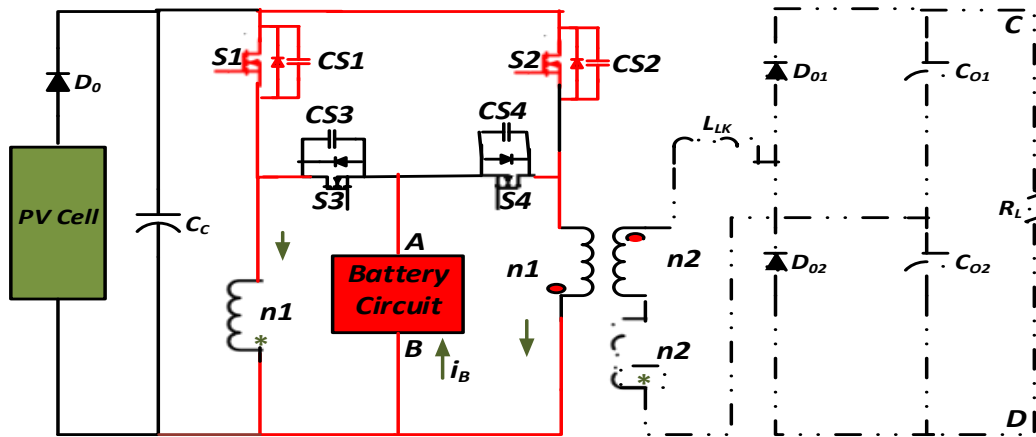 C
S1
CS1
S2
CS2
D0
D01
CO1
CS3
CS4
LLK
PV Cell
S3
S4
CC
RL
A
Battery
Circuit
n1
n2
D02
CO2
n1
*
B
iB
n2
*
D